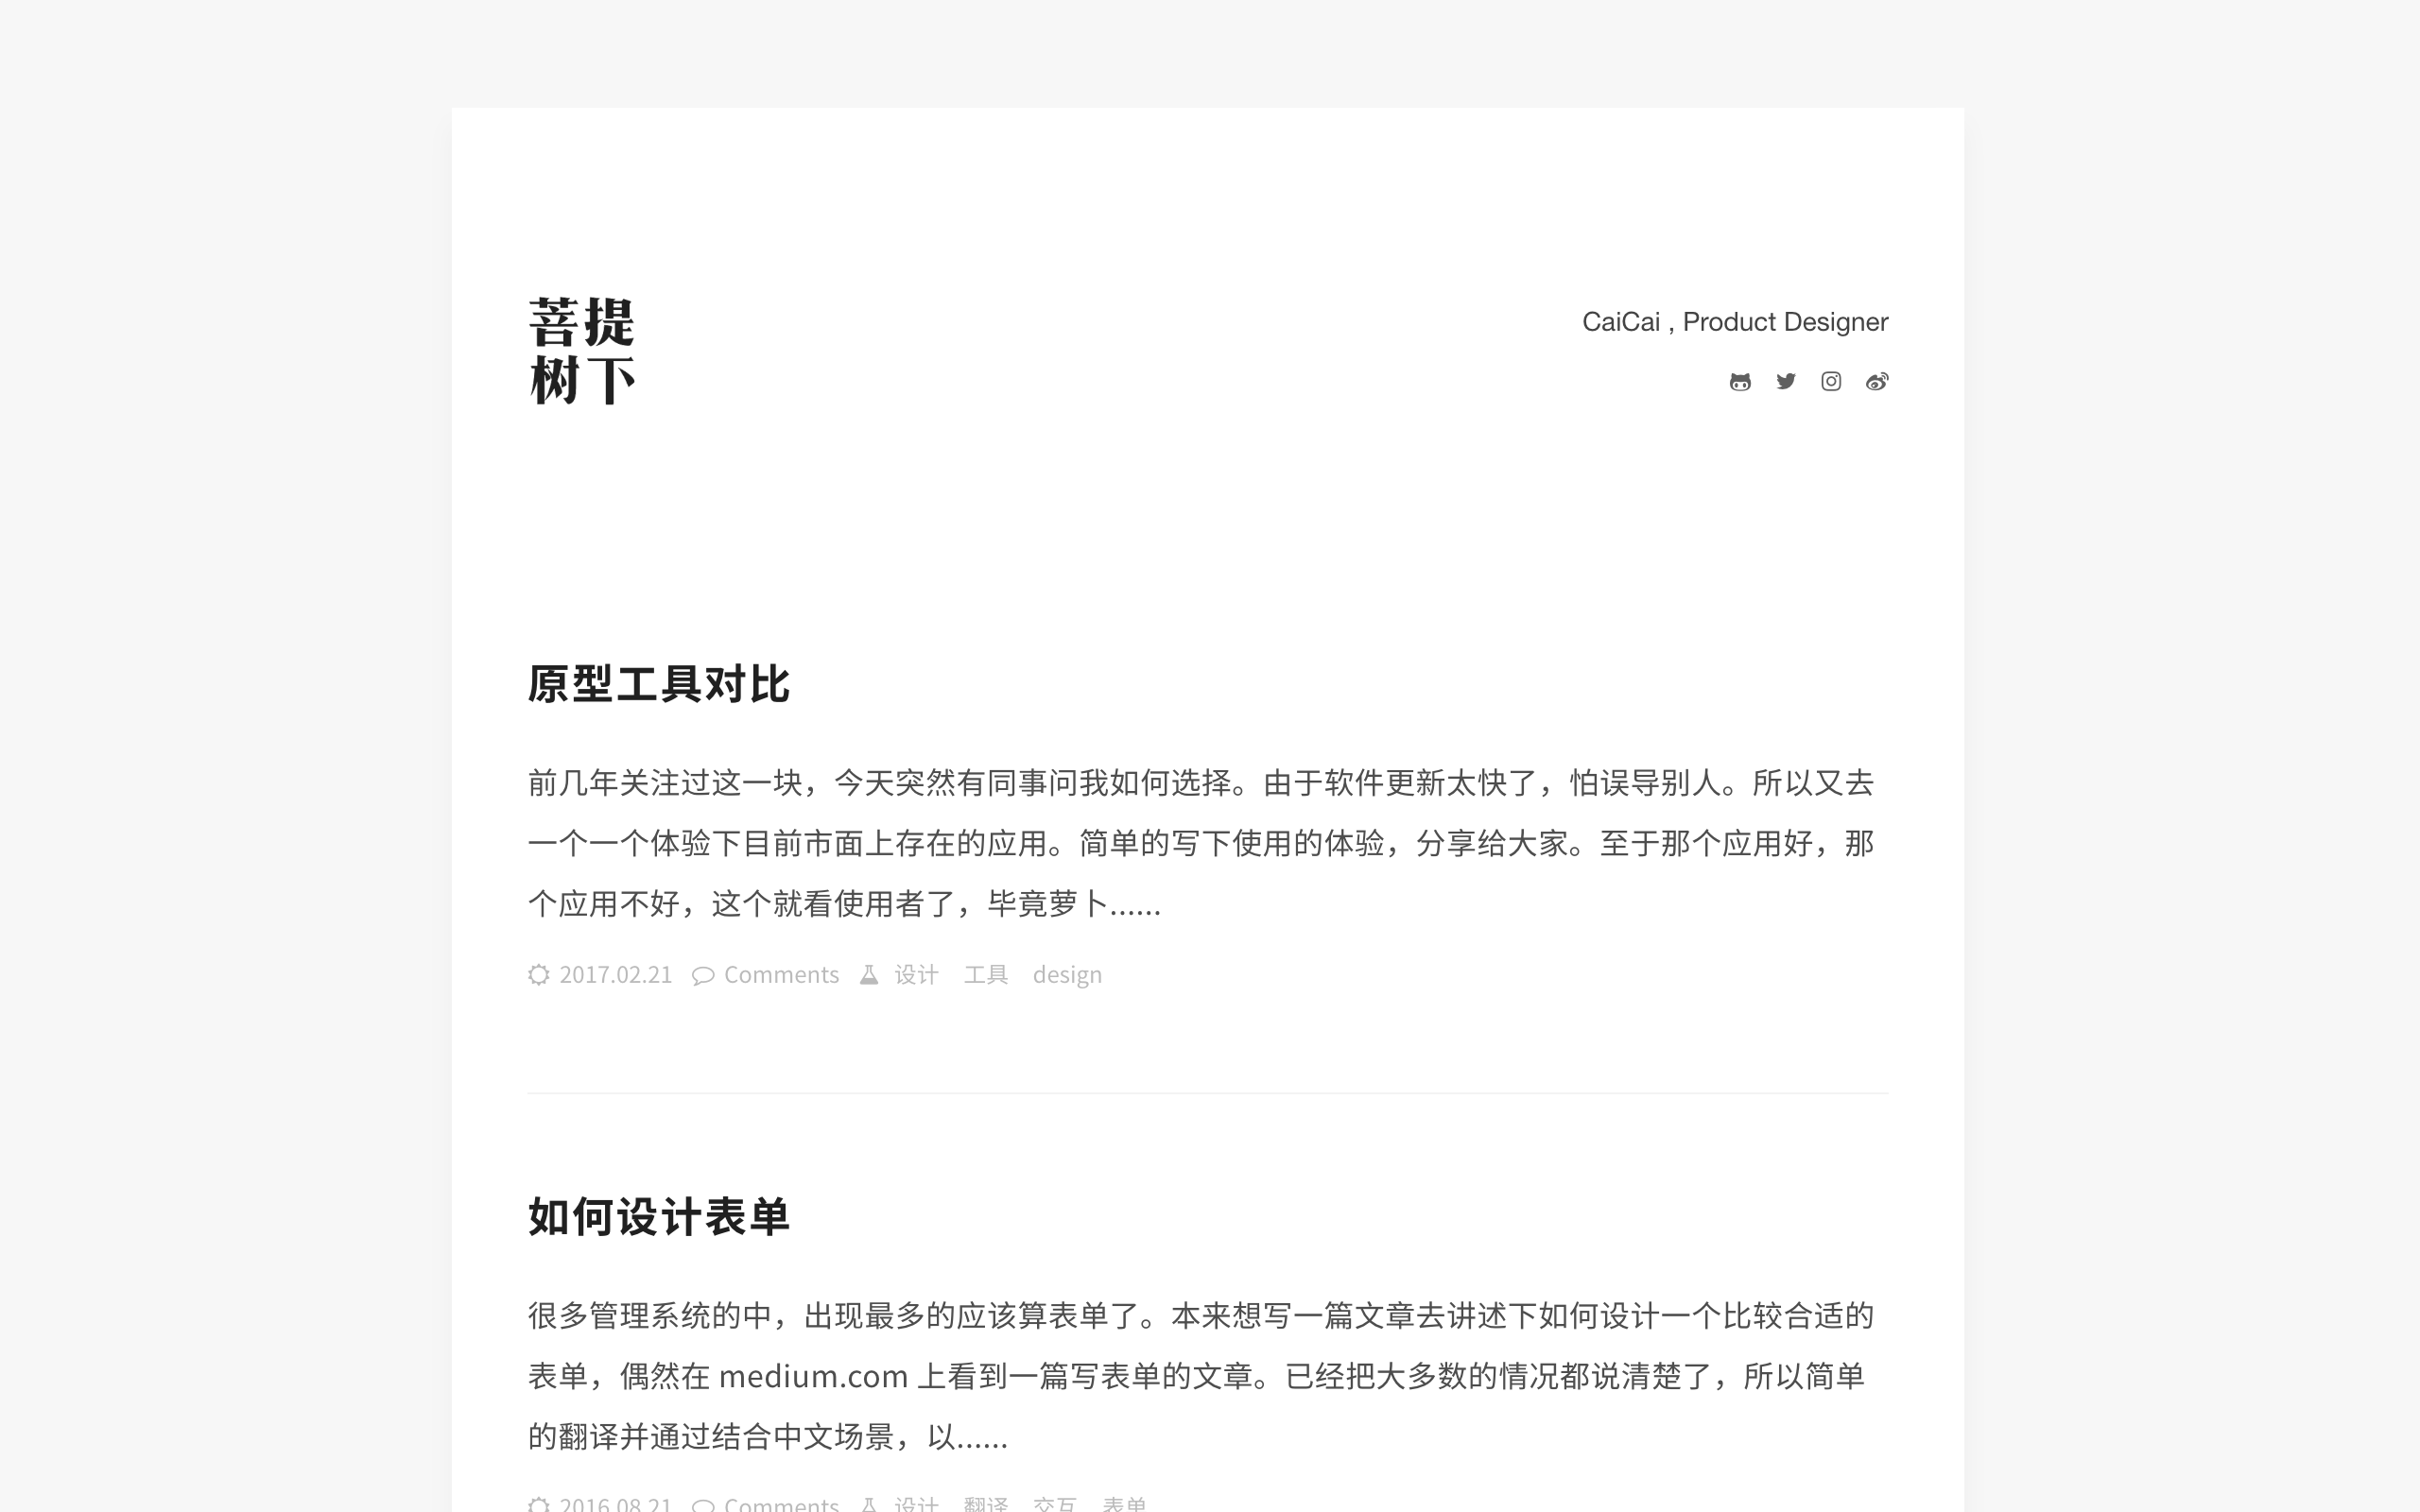 菩提
树下
CaiCai , Product Designer
原型工具对比
前几年关注过这一块，今天突然有同事问我如何选择。由于软件更新太快了，怕误导别人。所以又去
一个一个体验下目前市面上存在的应用。简单的写下使用的体验，分享给大家。至于那个应用好，那
个应用不好，这个就看使用者了，毕竟萝卜......
2017.02.21 Comments 设计 工具 design
如何设计表单
很多管理系统的中，出现最多的应该算表单了。本来想写一篇文章去讲述下如何设计一个比较合适的
表单，偶然在 medium.com 上看到一篇写表单的文章。已经把大多数的情况都说清楚了，所以简单
的翻译并通过结合中文场景，以......
2016.08.21 Comments 设计 翻译 交互 表单